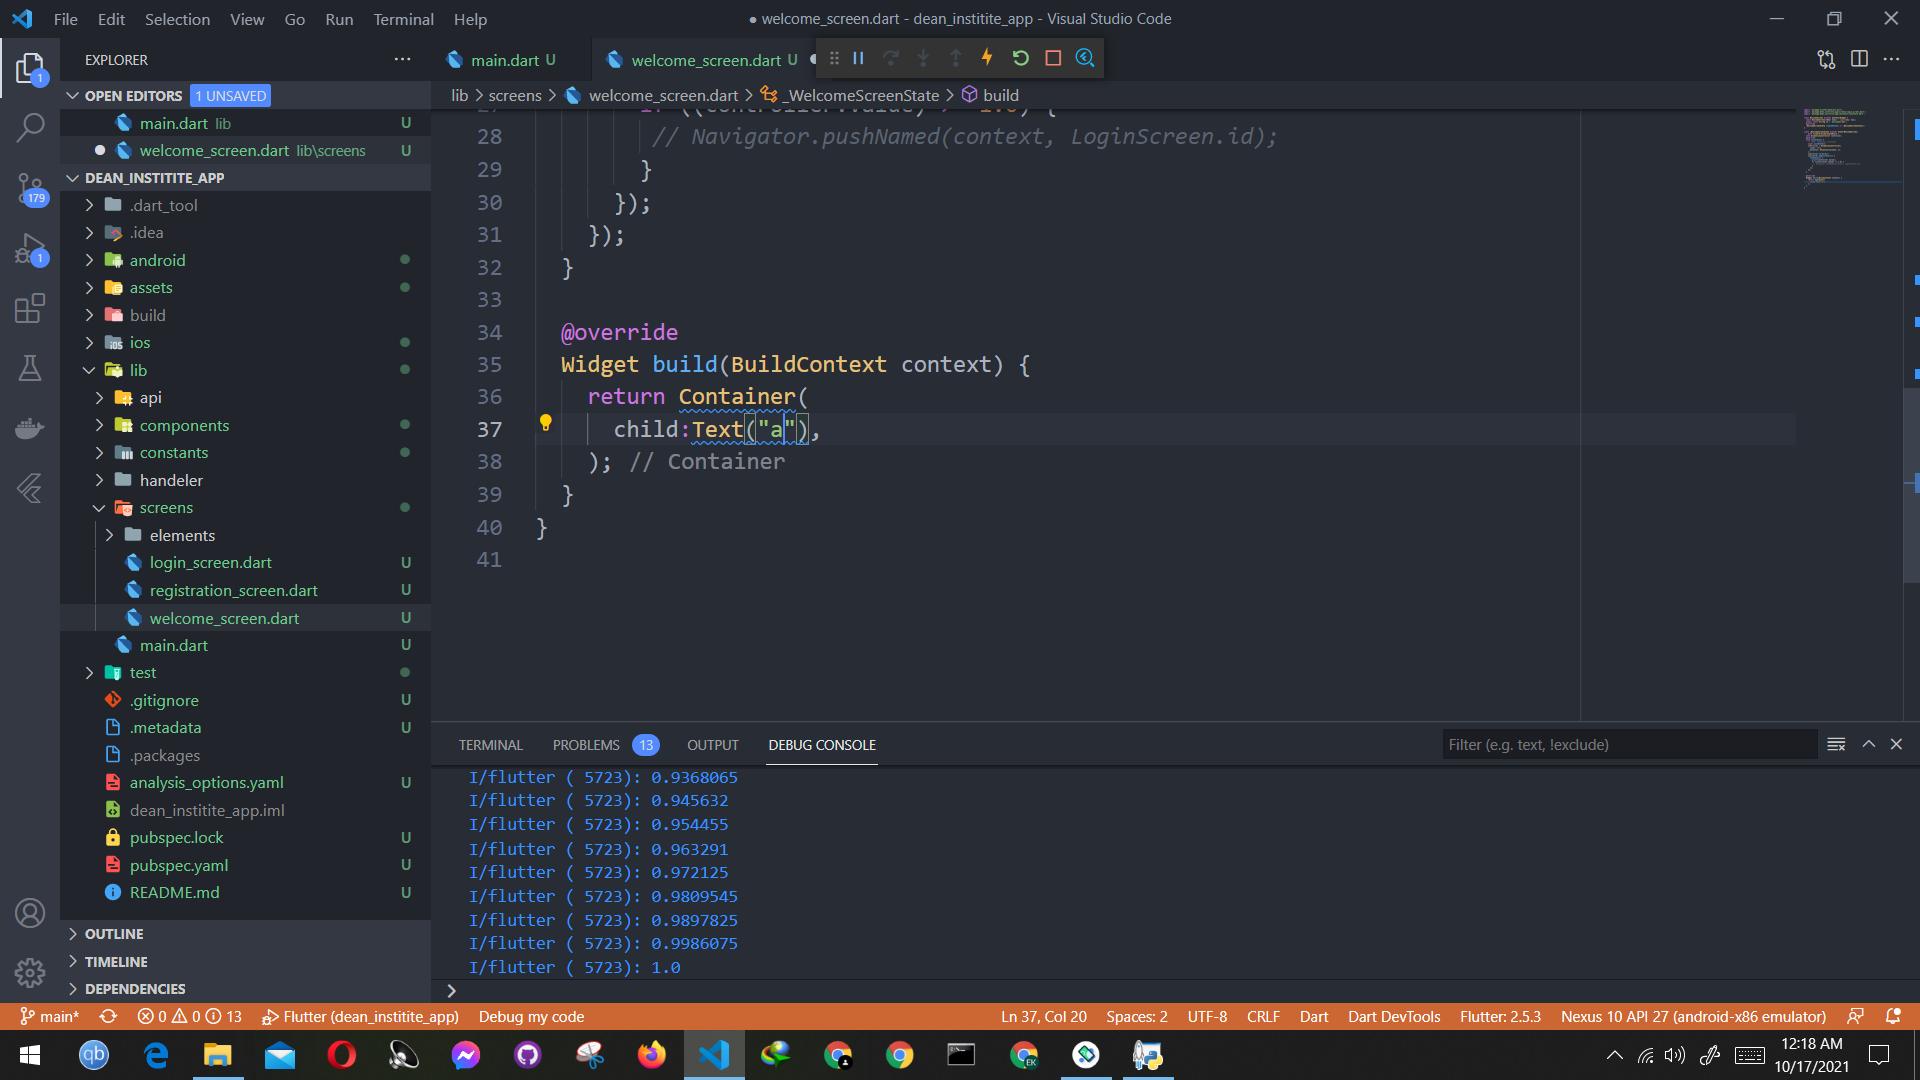 File Edit Selection View Go Run Terminal Help
● welcome_screen.dart - dean_institite_app - Visual Studio Code
EXPLORER
main.dart U
welcome_screen.dart U
OPEN EDITORS 1 UNSAVED
lib > screens > welcome_screen.dart > _WelcomeScreenState > build
main.dart lib U
welcome_screen.dart lib\screens U
DEAN_INSTITITE_APP
.dart_tool
.idea
android
assets
build
ios
lib
api
components
constants
handeler
screens
elements
login_screen.dart U
registration_screen.dart U
welcome_screen.dart U
main.dart U
test
.gitignore U
.metadata U
.packages
analysis_options.yaml U
dean_institite_app.iml
pubspec.lock U
pubspec.yaml U
README.md U
OUTLINE
TIMELINE
DEPENDENCIES
1
179
1
28 // Navigator.pushNamed(context, LoginScreen.id);
29 }
30 });
31 });
32 }
33
34 @override
35 Widget build(BuildContext context) {
36 return Container(
37 child:Text("a"),
38 ); // Container
39 }
40 }
41
TERMINAL PROBLEMS 13 OUTPUT DEBUG CONSOLE
Filter (e.g. text, !exclude)
I/flutter ( 5723): 0.9368065
I/flutter ( 5723): 0.945632
I/flutter ( 5723): 0.954455
I/flutter ( 5723): 0.963291
I/flutter ( 5723): 0.972125
I/flutter ( 5723): 0.9809545
I/flutter ( 5723): 0.9897825
I/flutter ( 5723): 0.9986075
I/flutter ( 5723): 1.0
>
main* 0 0 13 Flutter (dean_institite_app) Debug my code Ln 37, Col 20 Spaces: 2 UTF-8 CRLF Dart Dart DevTools Flutter: 2.5.3 Nexus 10 API 27 (android-x86 emulator)
qb
EK
12:18 AM
10/17/2021